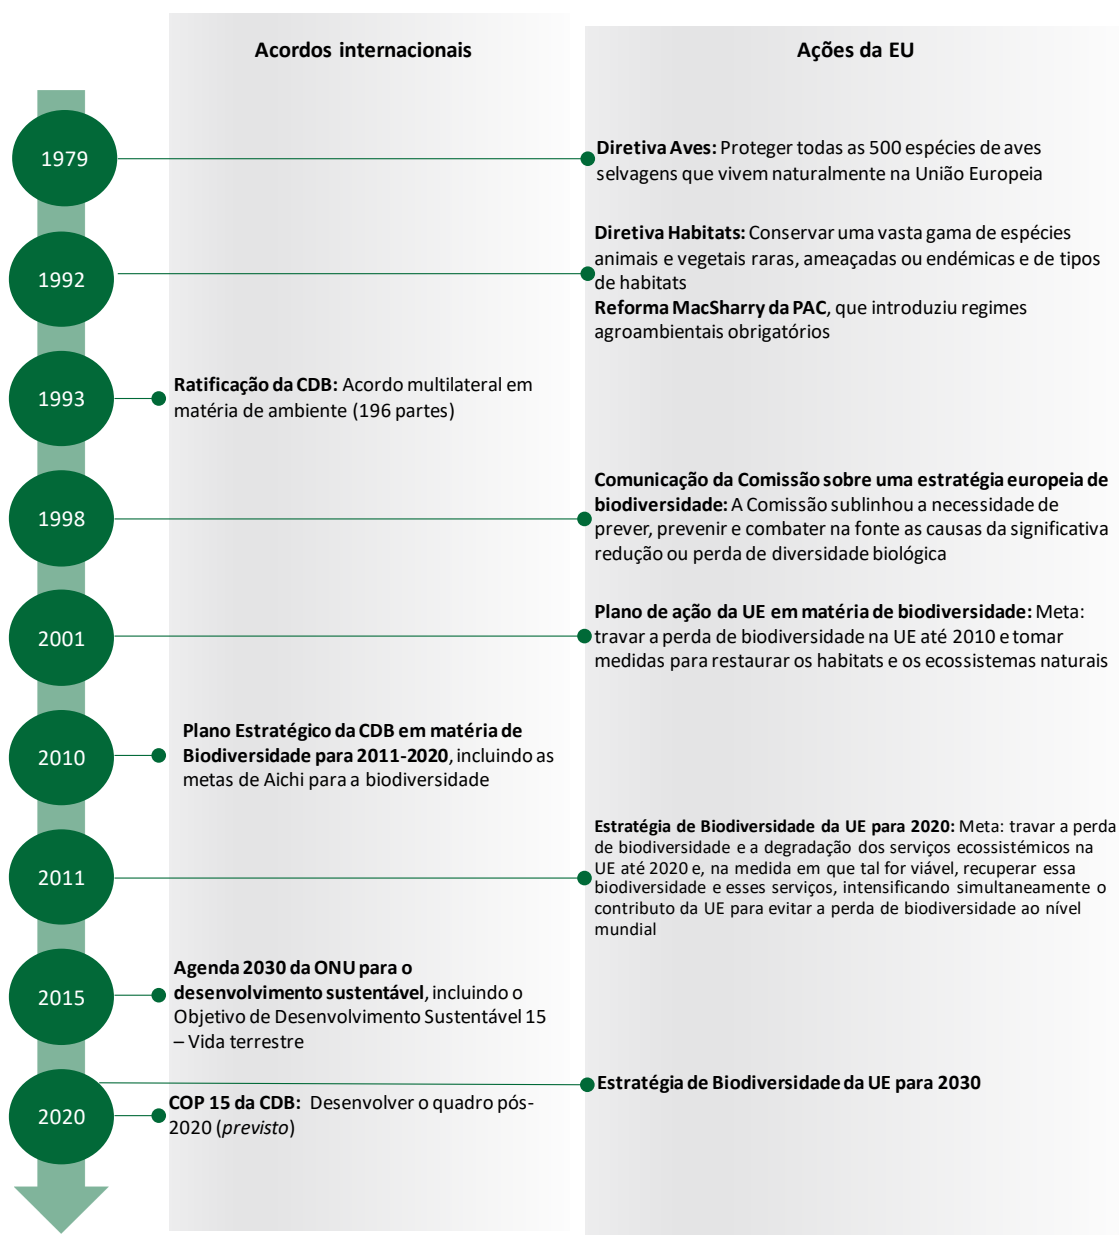 Acordos internacionais
Ações da EU
1979
Diretiva Aves: Proteger todas as 500 espécies de aves
selvagens que vivem naturalmente na União Europeia
1992
Diretiva Habitats: Conservar uma vasta gama de espécies
animais e vegetais raras, ameaçadas ou endémicas e de tipos
de habitats
Reforma MacSharry da PAC, que introduziu regimes
agroambientais obrigatórios
1993
Ratificação da CDB: Acordo multilateral em
matéria de ambiente (196 partes)
1998
Comunicação da Comissão sobre uma estratégia europeia de
biodiversidade: A Comissão sublinhou a necessidade de
prever, prevenir e combater na fonte as causas da significativa
redução ou perda de diversidade biológica
2001
Plano de ação da UE em matéria de biodiversidade: Meta:
travar a perda de biodiversidade na UE até 2010 e tomar
medidas para restaurar os habitats e os ecossistemas naturais
2010
Plano Estratégico da CDB em matéria de
Biodiversidade para 2011-2020, incluindo as
metas de Aichi para a biodiversidade
2011
Estratégia de Biodiversidade da UE para 2020: Meta: travar a perda
de biodiversidade e a degradação dos serviços ecossistémicos na
UE até 2020 e, na medida em que tal for viável, recuperar essa
biodiversidade e esses serviços, intensificando simultaneamente o
contributo da UE para evitar a perda de biodiversidade ao nível
mundial
2015
Agenda 2030 da ONU para o
desenvolvimento sustentável, incluindo o
Objetivo de Desenvolvimento Sustentável 15
– Vida terrestre
2020
Estratégia de Biodiversidade da UE para 2030
COP 15 da CDB: Desenvolver o quadro pós-
2020 (previsto)